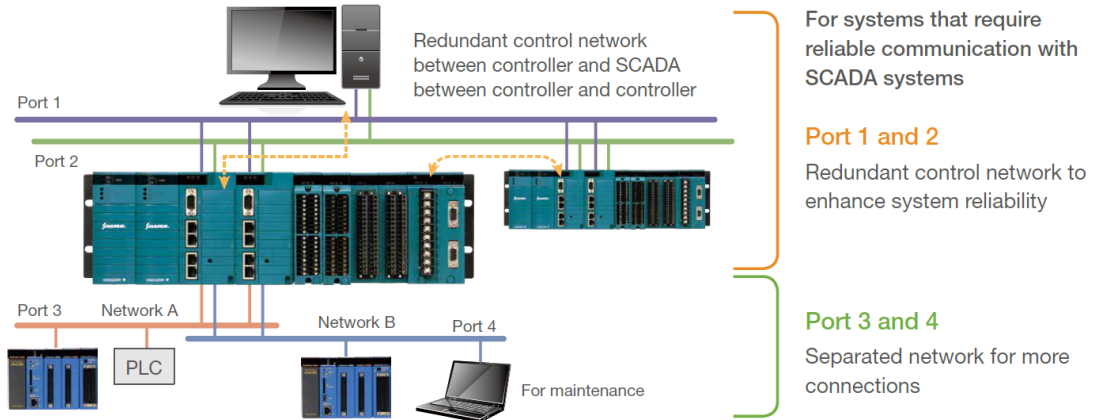 Redundant control network
between controller and SCADA
between controller and controller
Port 1
Port 2
For systems that require
reliable communication with
SCADA systems
Port 1 and 2
Redundant control network to
enhance system reliability
Port 3
Network A
PLC
Network B
Port 4
For maintenance
Port 3 and 4
Separated network for more
connections